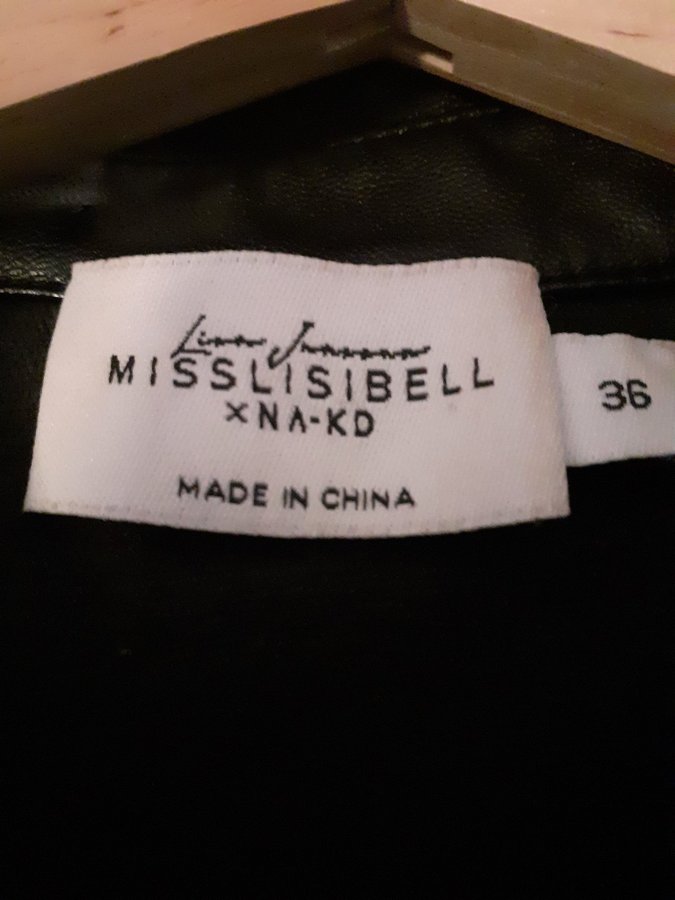 MISSLISIBELL
×NA-KD
MADE IN CHINA
36